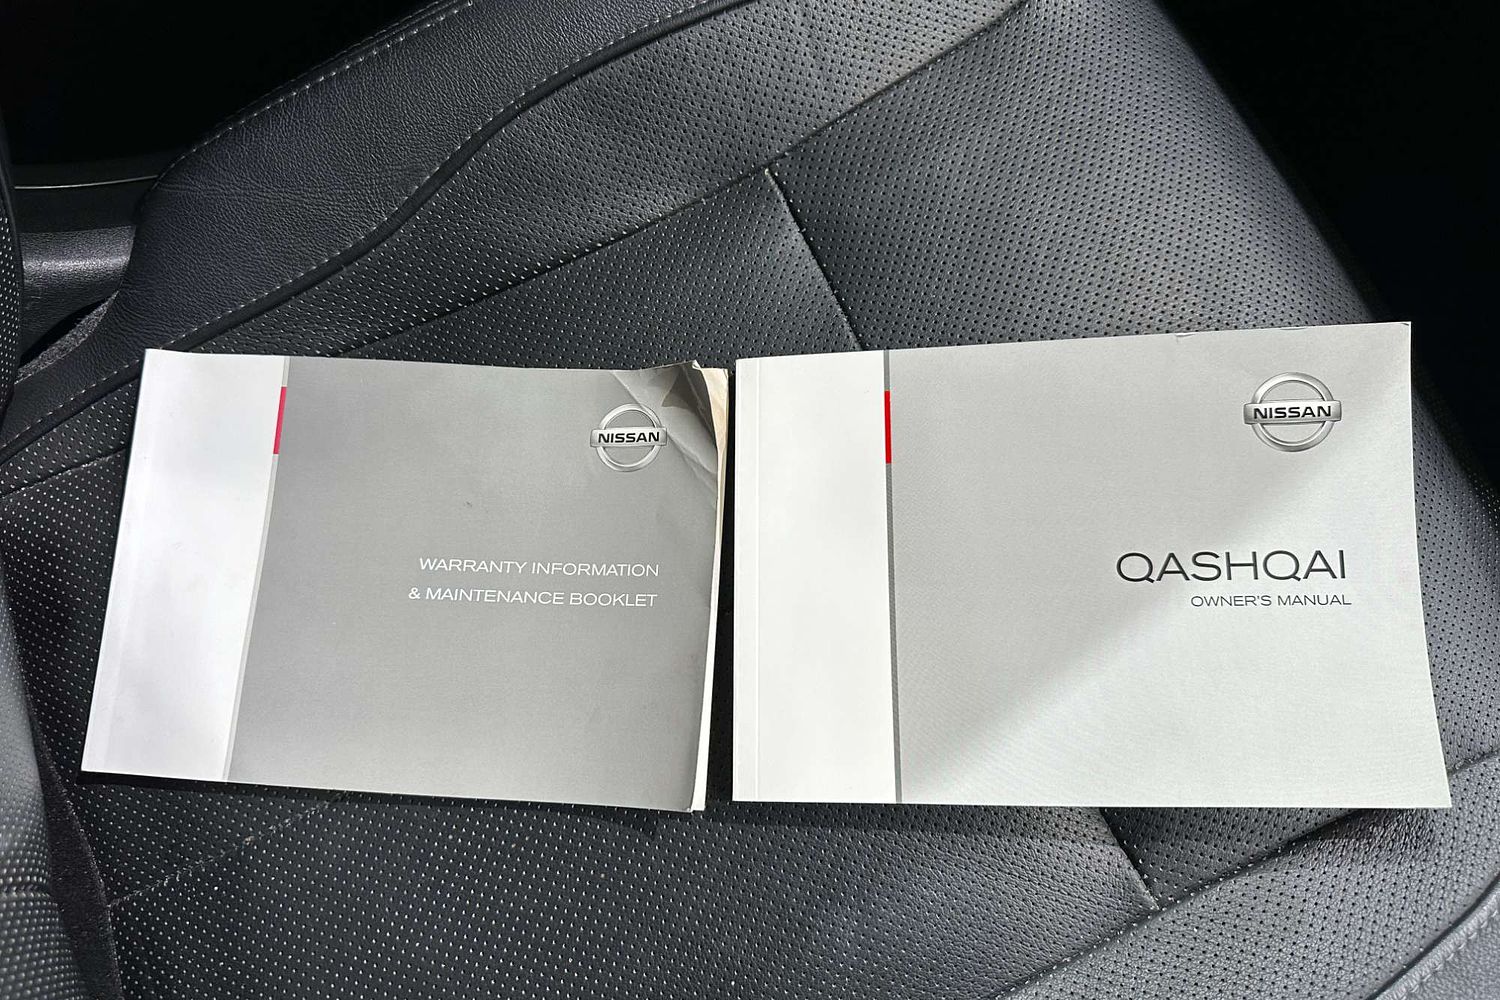 NISSAN
WARRANTY INFORMATION
& MAINTENANCE BOOKLET
NISSAN
QASHQAI
OWNER'S MANUAL